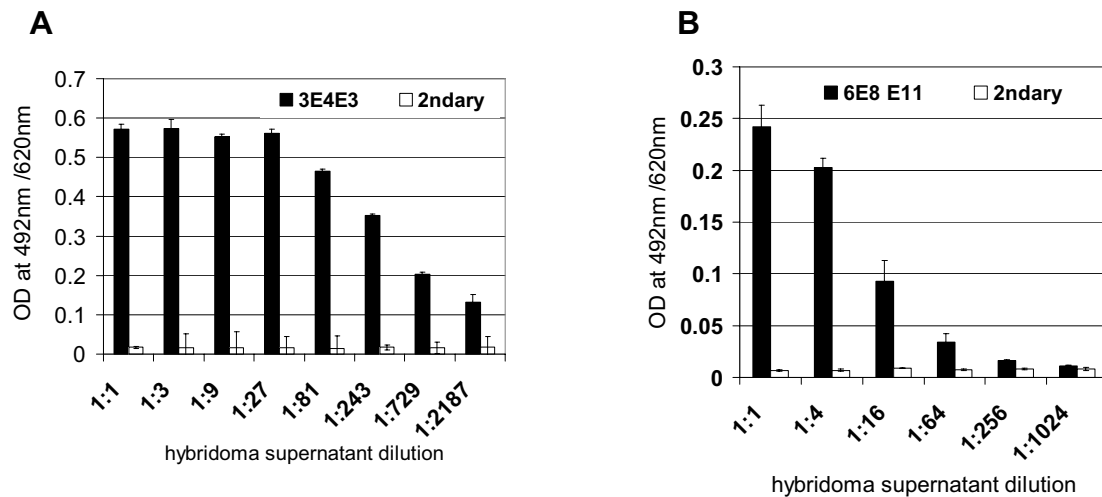 A
0.7
0.6
0.5
0.4
0.3
0.2
0.1
0
OD at 492nm /620nm
3E4E3 2ndary
1:1 1:3 1:9 1:27 1:81 1:243 1:729 1:2187
hybridoma supernatant dilution
B
0.3
0.25
0.2
0.15
0.1
0.05
0
OD at 492nm /620nm
6E8 E11 2ndary
1:1 1:4 1:16 1:64 1:256 1:1024
hybridoma supernatant dilution